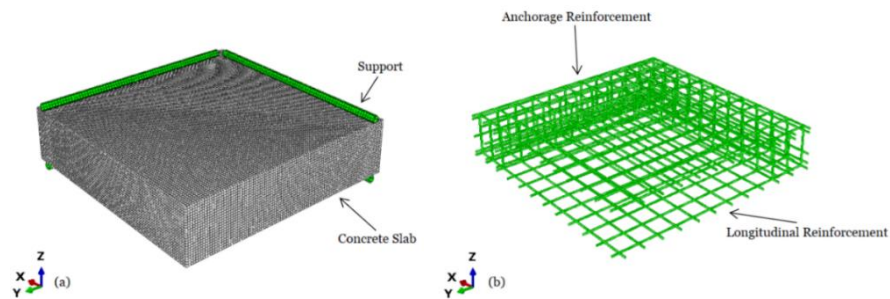 Anchorage Reinforcement
Support
Concrete Slab
Z
X
Y
(a)
Longitudinal Reinforcement
Z
X
Y
(b)